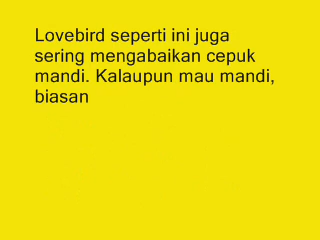 Lovebird seperti ini juga
sering mengabaikan cepuk
mandi. Kalaupun mau mandi,
biasan